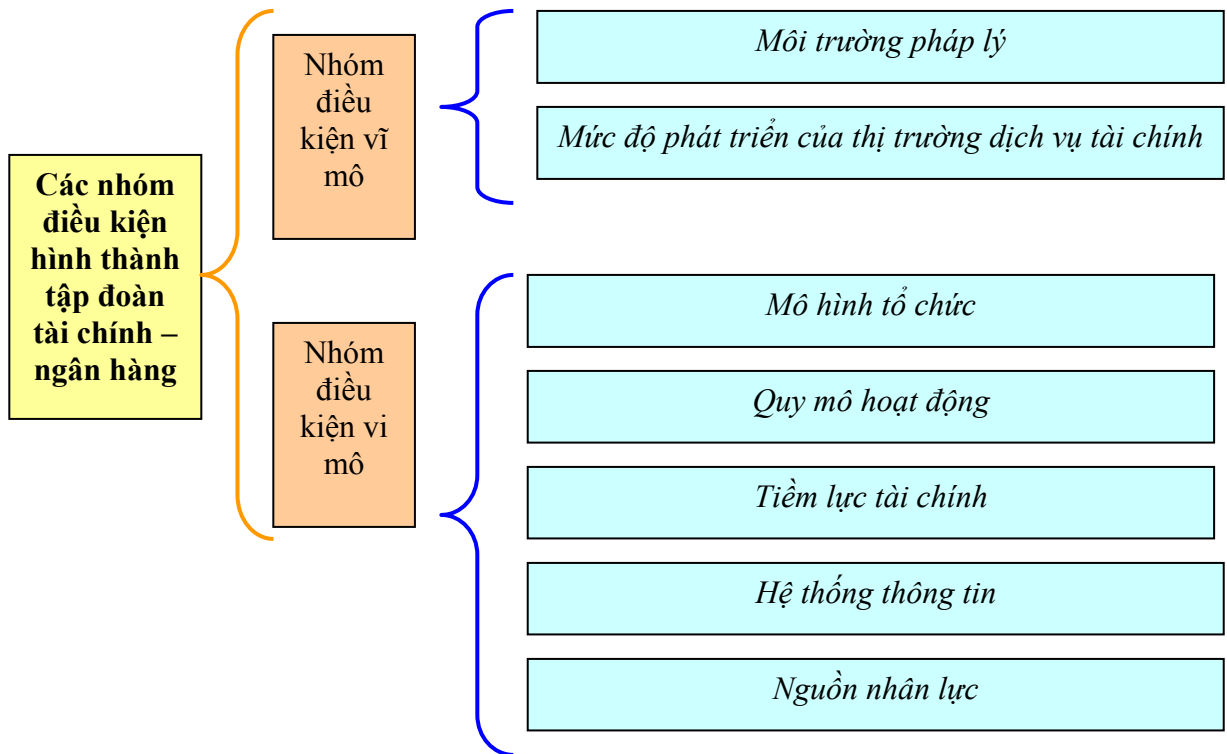 Các nhóm
điều kiện
hình thành
tập đoàn
tài chính –
ngân hàng
Nhóm
điều
kiện vĩ
mô
Môi trường pháp lý
Mức độ phát triển của thị trường dịch vụ tài chính
Nhóm
điều
kiện vi
mô
Mô hình tổ chức
Quy mô hoạt động
Tiềm lực tài chính
Hệ thống thông tin
Nguồn nhân lực